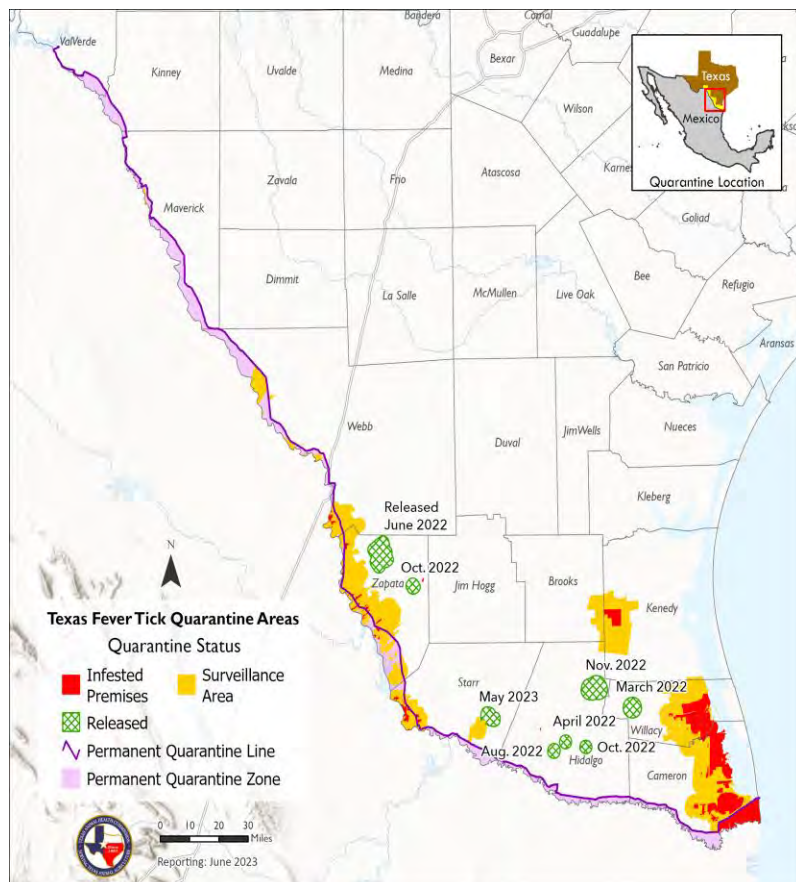 Bandera
Comal
Guadalupe
ValVerde
Kinney
Uvalde
Medina
Bexar
Wilson
Texas
Mexico
Quarantine Location
Zavala
Frio
Atascosa
Karnes
Maverick
Goliad
Dimmit
La Salle
McMullen
Live Oak
Bee
Refugio
Aransas
San Patricio
Webb
Duval
JimWells
Nueces
Kleberg
Released
June 2022
Oct. 2022
Zapata
Jim Hogg
Brooks
Kenedy
N
Texas Fever Tick Quarantine Areas
Quarantine Status
Infested
Premises
Surveillance
Area
Released
Permanent Quarantine Line
Permanent Quarantine Zone
Nov. 2022
Starr
May 2023
March 2022
April 2022
Willacy
Aug. 2022
Oct. 2022
Hidalgo
Cameron
0 10 20 30
Miles
Reporting: June 2023